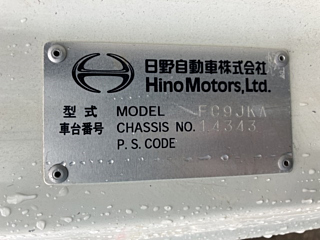 日野自動車株式会社
Hino Motors, Ltd.
型式 MODEL FC9JKA
車台番号 CHASSIS NO. 14343
P.S. CODE